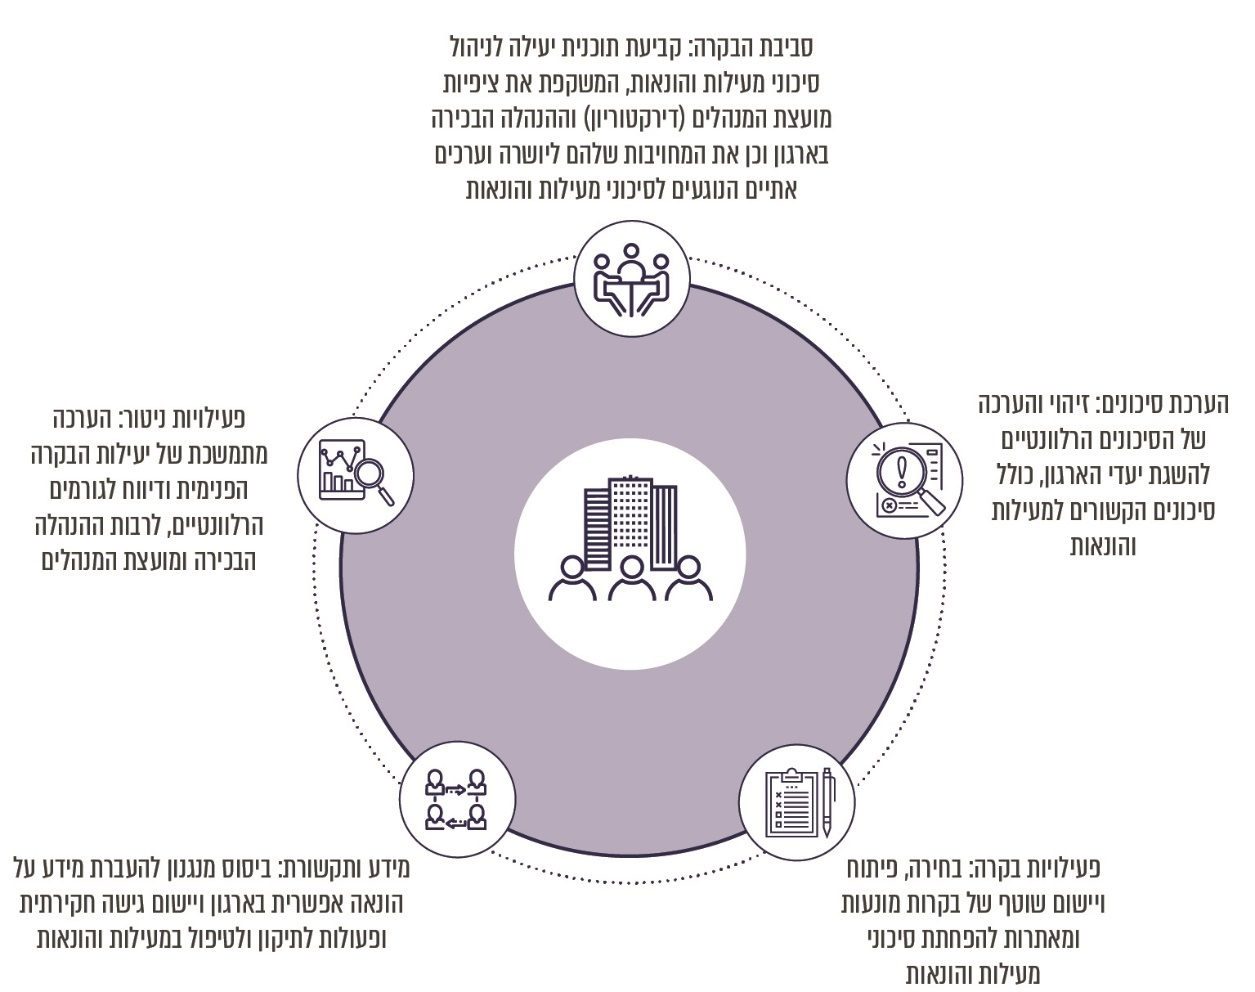 סביבת הבקרה: קביעת תוכנית יעילה לניהול
סיכוני מעילות והונאות, המשקפת את ציפיות
מועצת המנהלים (דירקטוריון) וההנהלה הבכירה
בארגון וכן את המחויבות שלהם ליושרה וערכים
אתיים הנוגעים לסיכוני מעילות והונאות
הערכת סיכונים: זיהוי והערכה
של הסיכונים הרלוונטיים
להשגת יעדי הארגון, כולל
סיכונים הקשורים למעילות
והונאות
פעילויות בקרה: בחירה, פיתוח
ויישום שוטף של בקרות מונעות
ומאתרות להפחתת סיכוני
מעילות והונאות
מידע ותקשורת: ביסוס מנגנון להעברת מידע על
הונאה אפשרית בארגון ויישום גישה חקירתית
ופעולות לתיקון ולטיפול במעילות והונאות
פעילויות ניטור: הערכה
מתמשכת של יעילות הבקרה
הפנימית ודיווח לגורמים
הרלוונטיים, לרבות ההנהלה
הבכירה ומועצת המנהלים